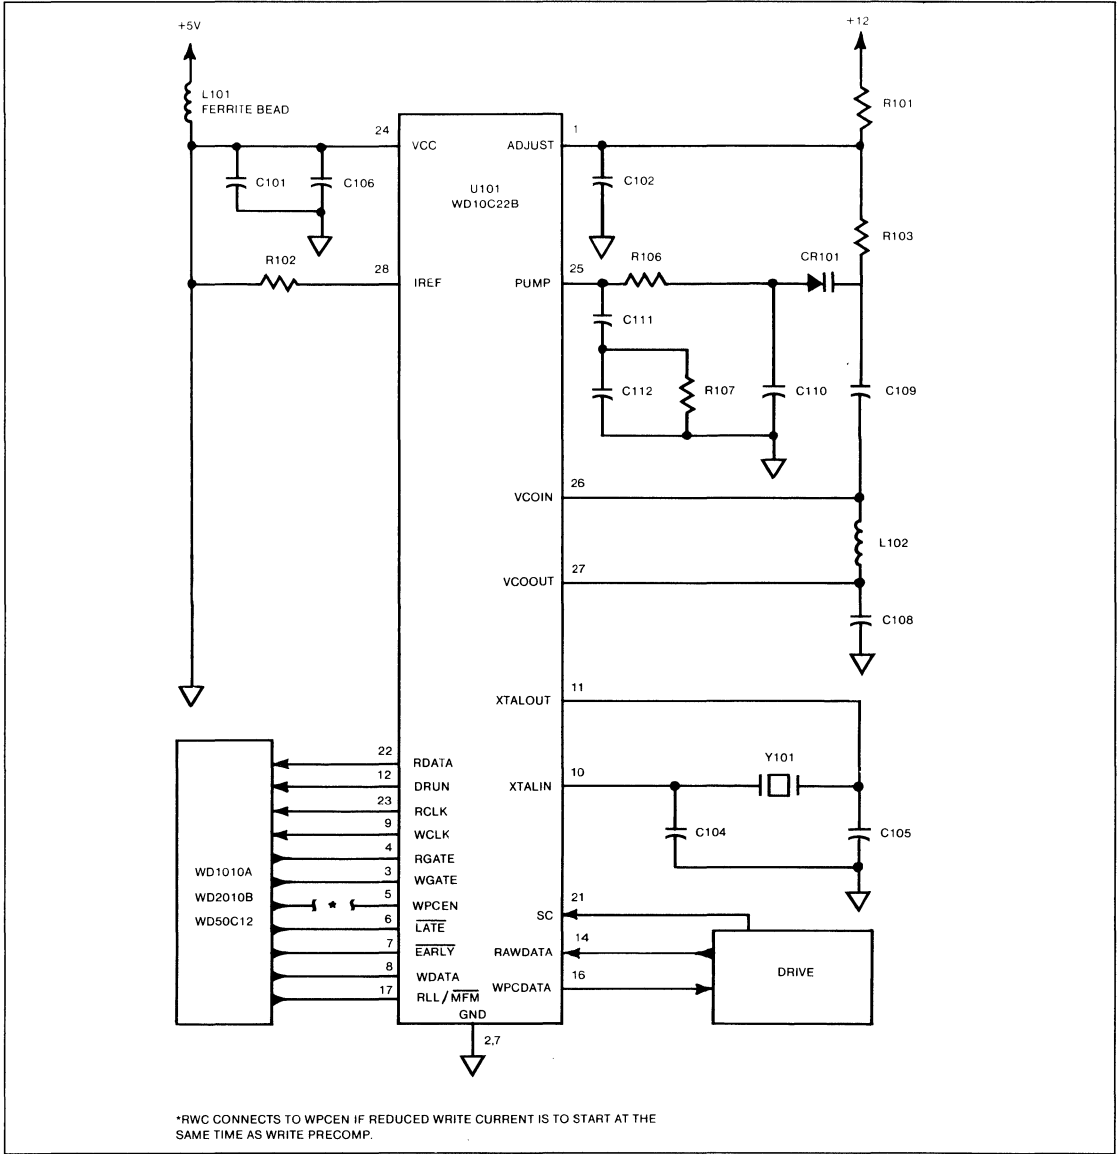 +5V
+12
L101
FERRITE BEAD
R101
24
VCC
ADJUST
1
C101
C106
U101
WD10C22B
C102
R103
R102
28
IREF
PUMP
25
R106
CR101
C111
C112
R107
C110
C109
VCOIN
26
L102
VCOOUT
27
C108
XTALOUT
11
Y101
XTALIN
10
C104
C105
22
RDATA
12
DRUN
23
RCLK
9
WCLK
4
RGATE
3
WGATE
5
WPCEN
*
6
LATE
7
EARLY
8
WDATA
17
RLL/MFM
WD1010A
WD2010B
WD50C12
SC
21
RAWDATA
14
WPCDATA
16
DRIVE
GND
2,7
*RWC CONNECTS TO WPCEN IF REDUCED WRITE CURRENT IS TO START AT THE
SAME TIME AS WRITE PRECOMP.